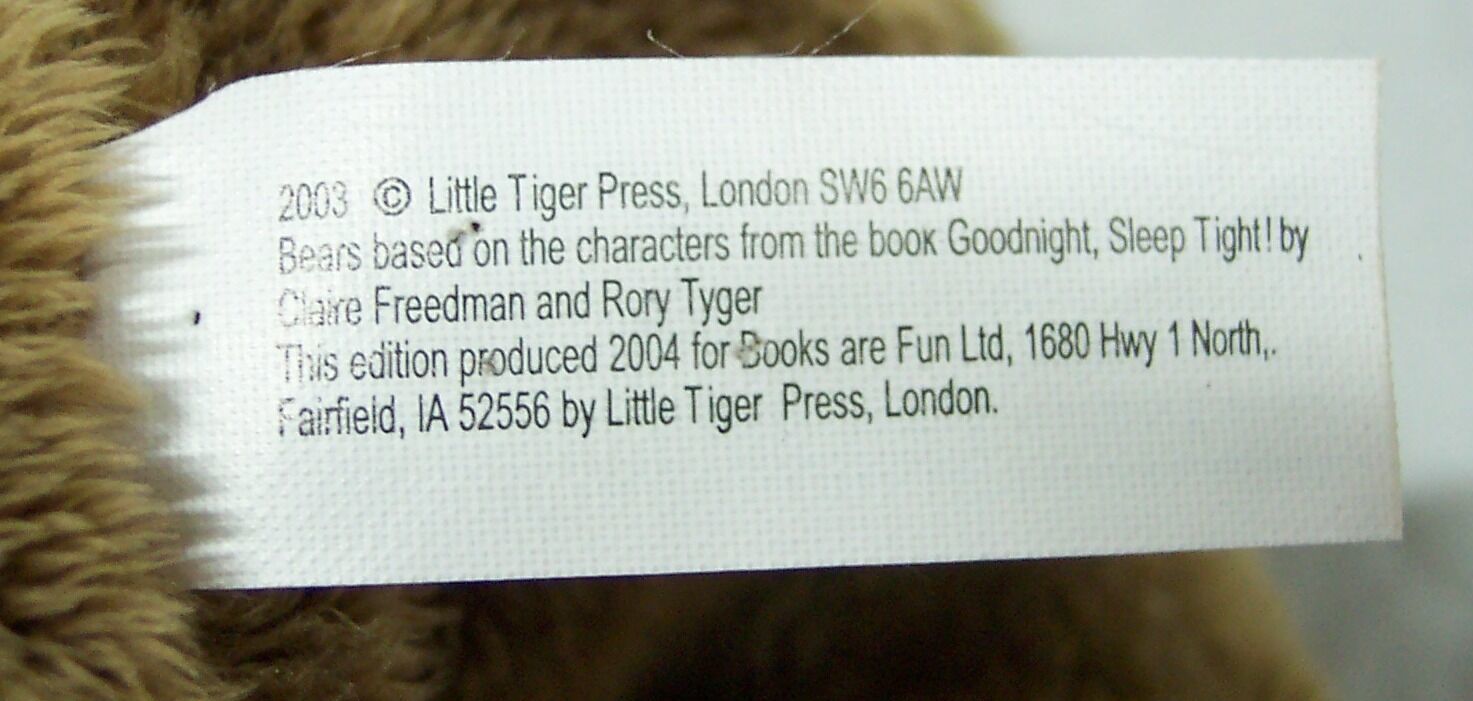 2003 © Little Tiger Press, London SW6 6AW
Bears based on the characters from the book Goodnight, Sleep Tight! by
Claire Freedman and Rory Tyger
This edition produced 2004 for Books are Fun Ltd, 1680 Hwy 1 North,.
Fairfield, IA 52556 by Little Tiger Press, London.